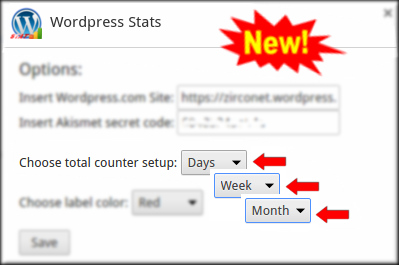 Wordpress Stats
New!
Options:
Insert Wordpress.com Site: https://zirconet.wordpress.
Insert Akismet secret code:
Choose total counter setup: Days
Week
Choose label color: Red
Month
Save